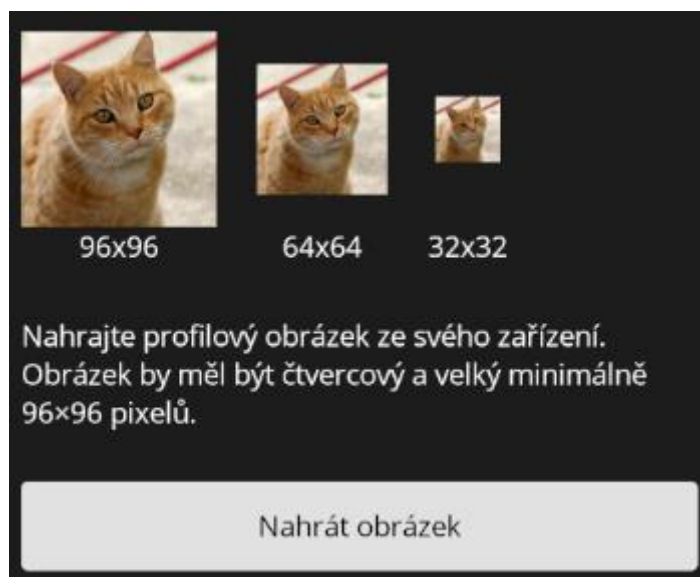 96x96 64x64 32x32
Nahrajte profilový obrázek ze svého zařízení.
Obrázek by měl být čtvercový a velký minimálně
96×96 pixelů.
Nahrát obrázek